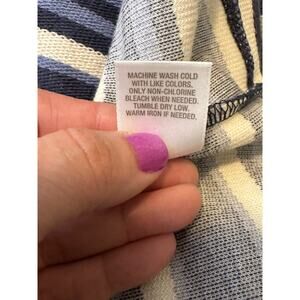 MACHINE WASH COLD
WITH LIKE COLORS.
ONLY NON-CHLORINE
BLEACH WHEN NEEDED.
TUMBLE DRY LOW.
WARM IRON IF NEEDED.